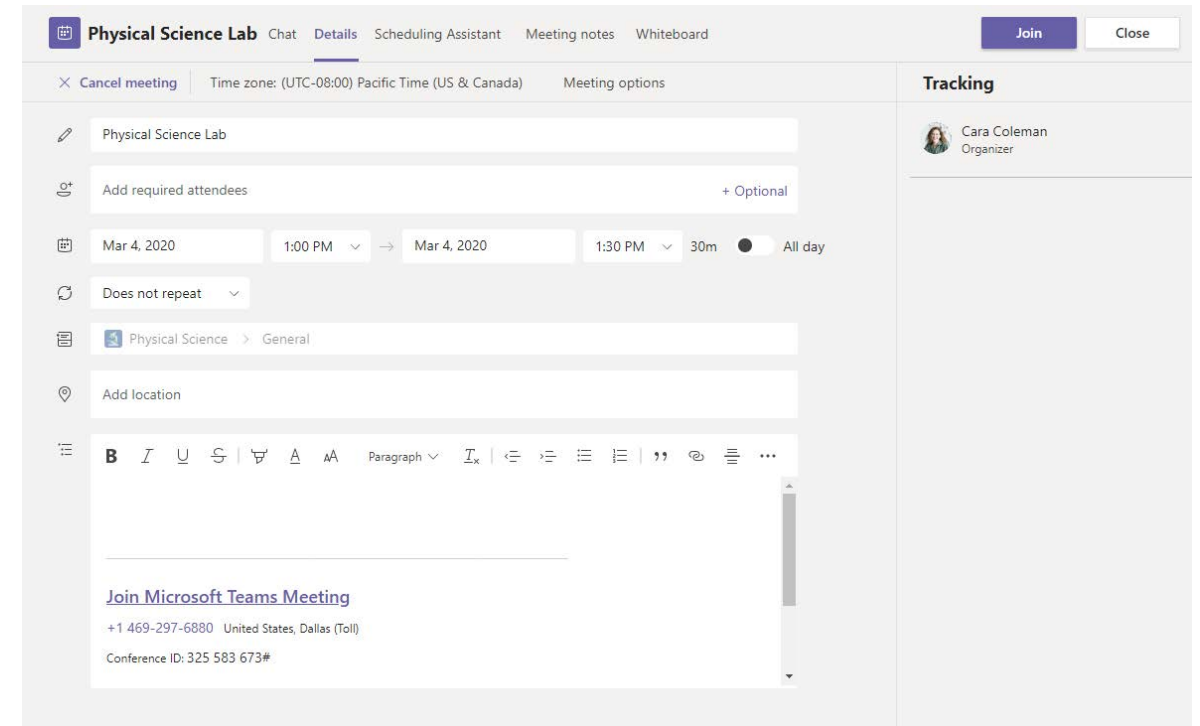 Physical Science Lab Chat Details Scheduling Assistant Meeting notes Whiteboard Join Close
Cancel meeting Time zone: (UTC-08:00) Pacific Time (US & Canada) Meeting options
Tracking
Physical Science Lab
Cara Coleman
Organizer
Add required attendees + Optional
Mar 4, 2020 1:00 PM → Mar 4, 2020 1:30 PM 30m All day
Does not repeat
Physical Science > General
Add location
B I U S A AA Paragraph Tx
Join Microsoft Teams Meeting
+1 469-297-6880 United States, Dallas (Toll)
Conference ID: 325 583 673#